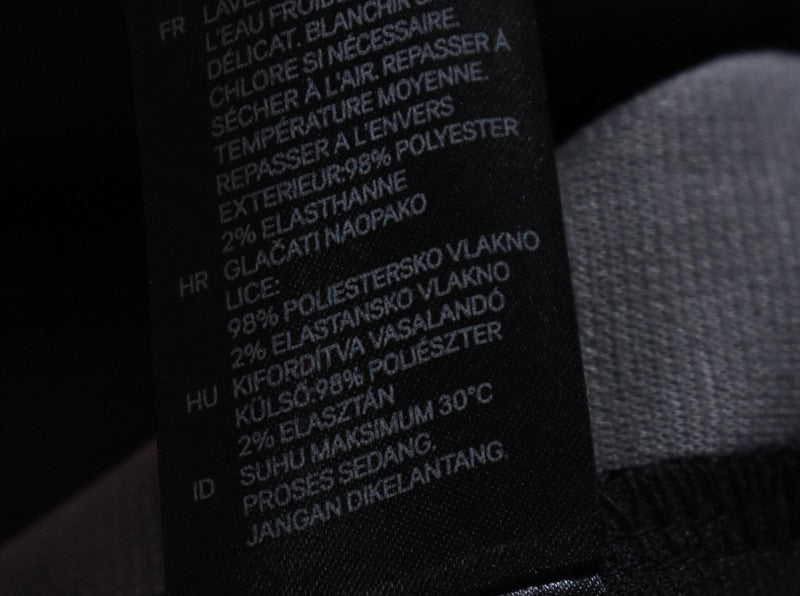 FR LAVE
L'EAU FROIDE
DÉLICAT. BLANCHIR
CHLORE SI NÉCESSAIRE.
SÉCHER À L'AIR. REPASSER À
TEMPÉRATURE MOYENNE.
REPASSER A L'ENVERS
EXTERIEUR:98% POLYESTER
2% ELASTHANNE
HR GLAČATI NAOPAKO
LICE:
98% POLIESTERSKO VLAKNO
2% ELASTANSKO VLAKNO
HU KIFORDÍTVA VASALANDÓ
KÜLSŐ:98% POLIÉSZTER
2% ELASZTÁN
ID SUHU MAKSIMUM 30°C
PROSES SEDANG.
JANGAN DIKELANTANG.